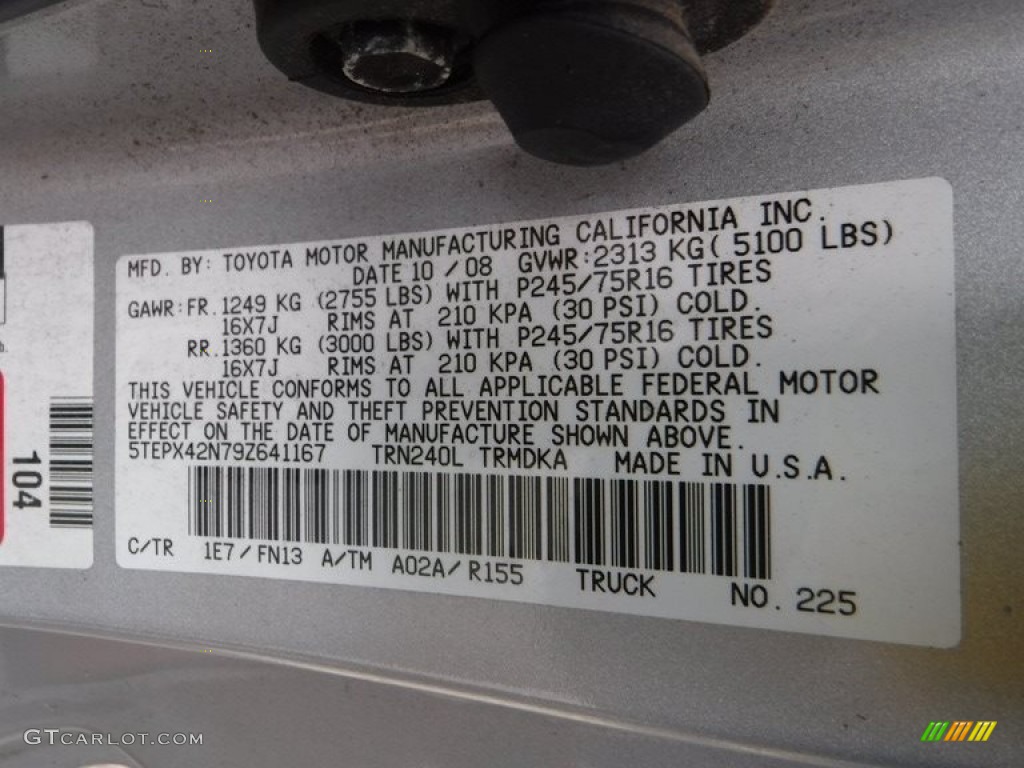 MFD. BY: TOYOTA MOTOR MANUFACTURING CALIFORNIA INC.
DATE 10 / 08 GVWR: 2313 KG( 5100 LBS)
GAWR: FR. 1249 KG (2755 LBS) WITH P245/75R16 TIRES
16X7J RIMS AT 210 KPA (30 PSI) COLD.
RR. 1360 KG (3000 LBS) WITH P245/75R16 TIRES
16X7J RIMS AT 210 KPA (30 PSI) COLD.
THIS VEHICLE CONFORMS TO ALL APPLICABLE FEDERAL MOTOR
VEHICLE SAFETY AND THEFT PREVENTION STANDARDS IN
EFFECT ON THE DATE OF MANUFACTURE SHOWN ABOVE.
5TEPX42N79Z641167 TRN240L TRMDKA MADE IN U.S.A.
C/TR 1E7/FN13 A/TM A02A/R155 TRUCK NO. 225
104
GTCARLOT.COM